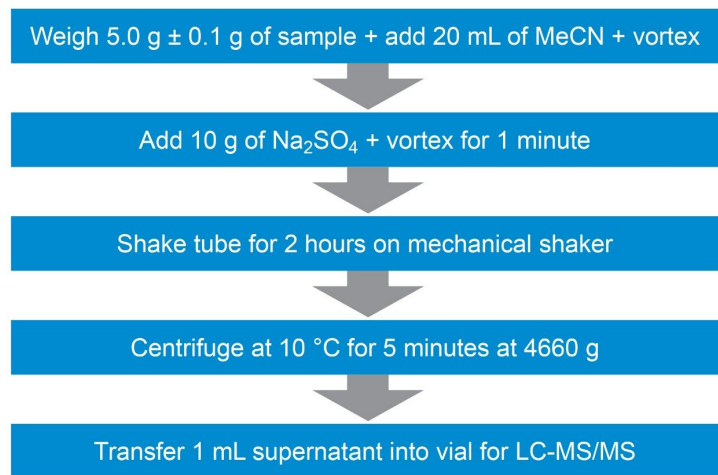 Weigh 5.0 g ± 0.1 g of sample + add 20 mL of MeCN + vortex
Add 10 g of Na₂SO₄ + vortex for 1 minute
Shake tube for 2 hours on mechanical shaker
Centrifuge at 10 °C for 5 minutes at 4660 g
Transfer 1 mL supernatant into vial for LC-MS/MS